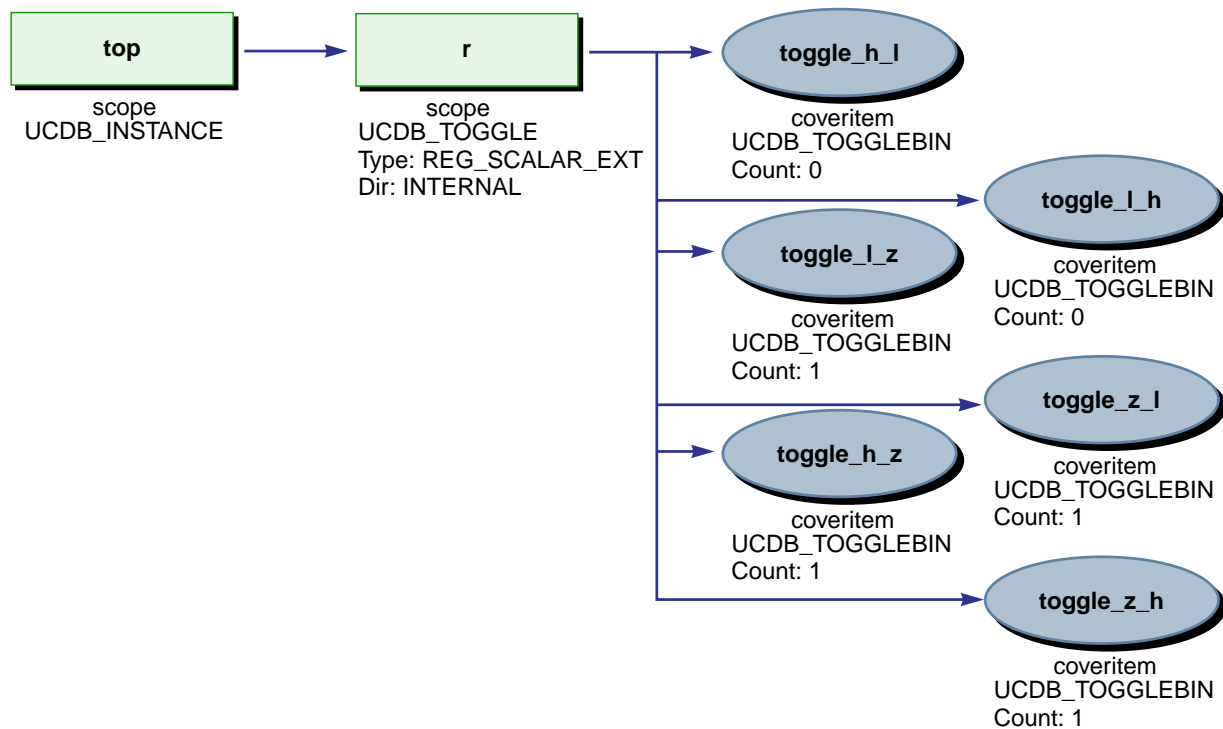 top
scope
UCDB_INSTANCE
r
scope
UCDB_TOGGLE
Type: REG_SCALAR_EXT
Dir: INTERNAL
toggle_h_l
coveritem
UCDB_TOGGLEBIN
Count: 0
toggle_l_h
coveritem
UCDB_TOGGLEBIN
Count: 0
toggle_l_z
coveritem
UCDB_TOGGLEBIN
Count: 1
toggle_z_l
coveritem
UCDB_TOGGLEBIN
Count: 1
toggle_h_z
coveritem
UCDB_TOGGLEBIN
Count: 1
toggle_z_h
coveritem
UCDB_TOGGLEBIN
Count: 1